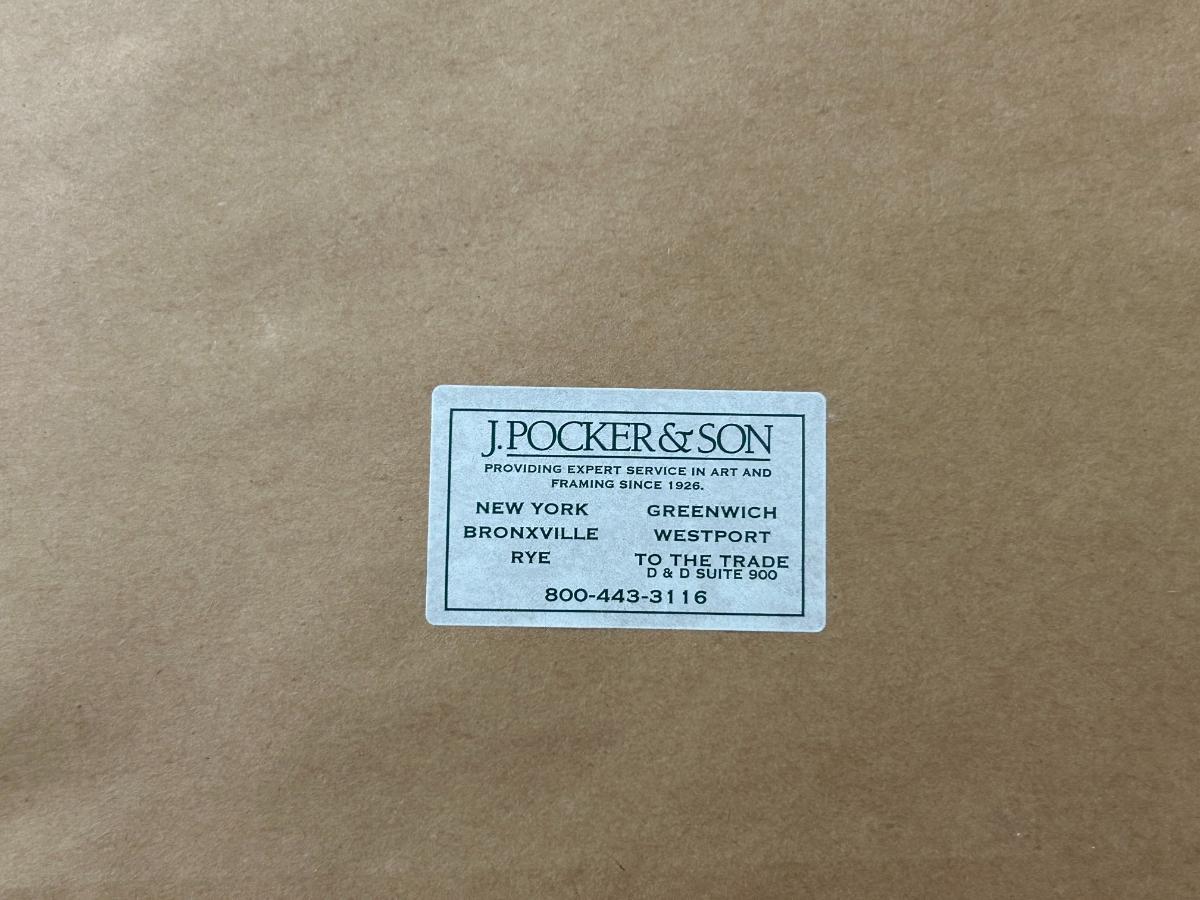 J. POCKER & SON
PROVIDING EXPERT SERVICE IN ART AND
FRAMING SINCE 1926.
NEW YORK GREENWICH
BRONXVILLE WESTPORT
RYE TO THE TRADE
D & D SUITE 900
800-443-3116